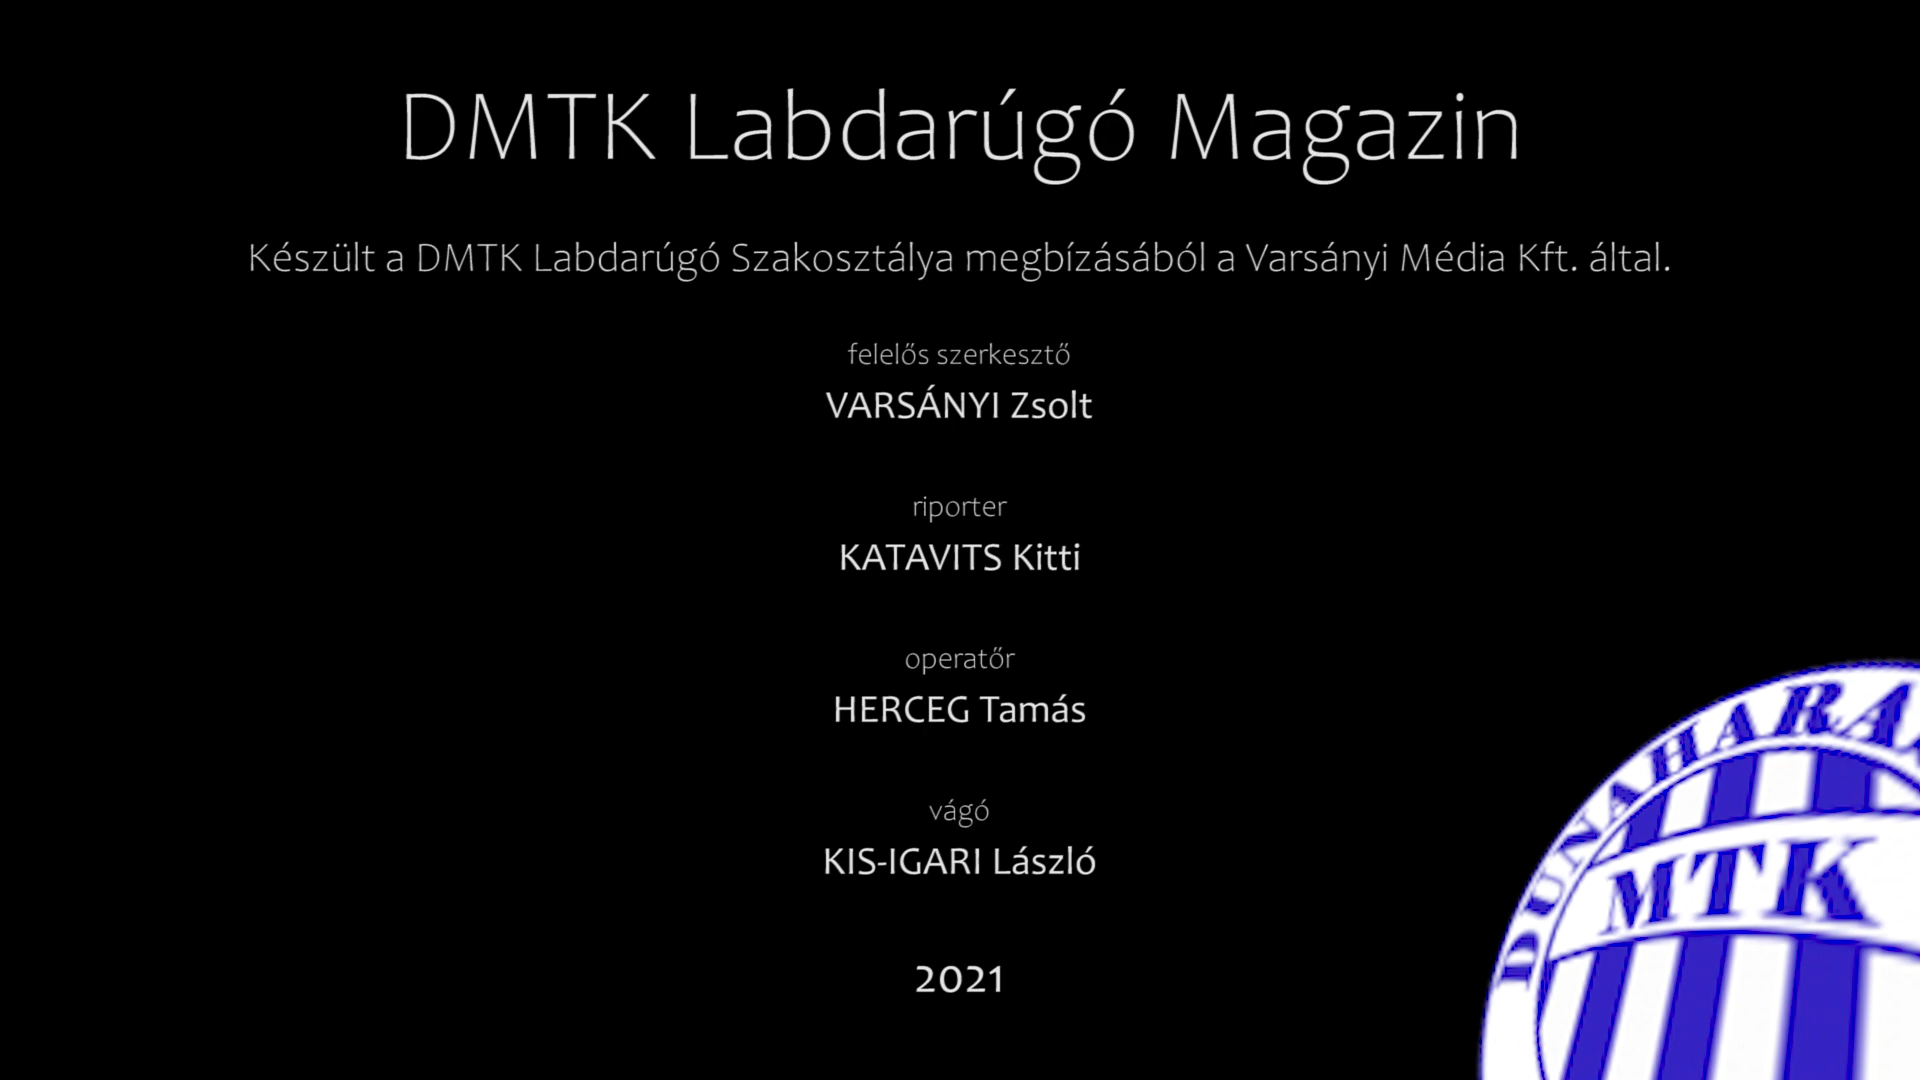 DMTK Labdarúgó Magazin
Készült a DMTK Labdarúgó Szakosztálya megbízásából a Varsányi Média Kft. által.
felelős szerkesztő
VARSÁNYI Zsolt
riporter
KATAVITS Kitti
operatőr
HERCEG Tamás
vágó
KIS-IGARI László
2021
DUNAHARA
MTK